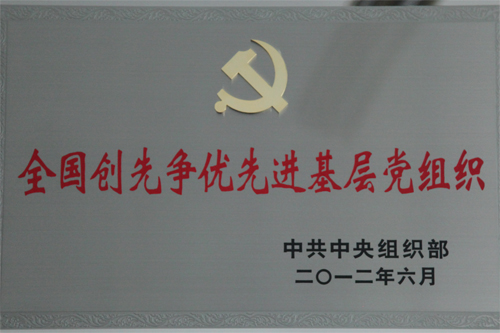 全国创先争优先进基层党组织
中共中央组织部
二〇一二年六月